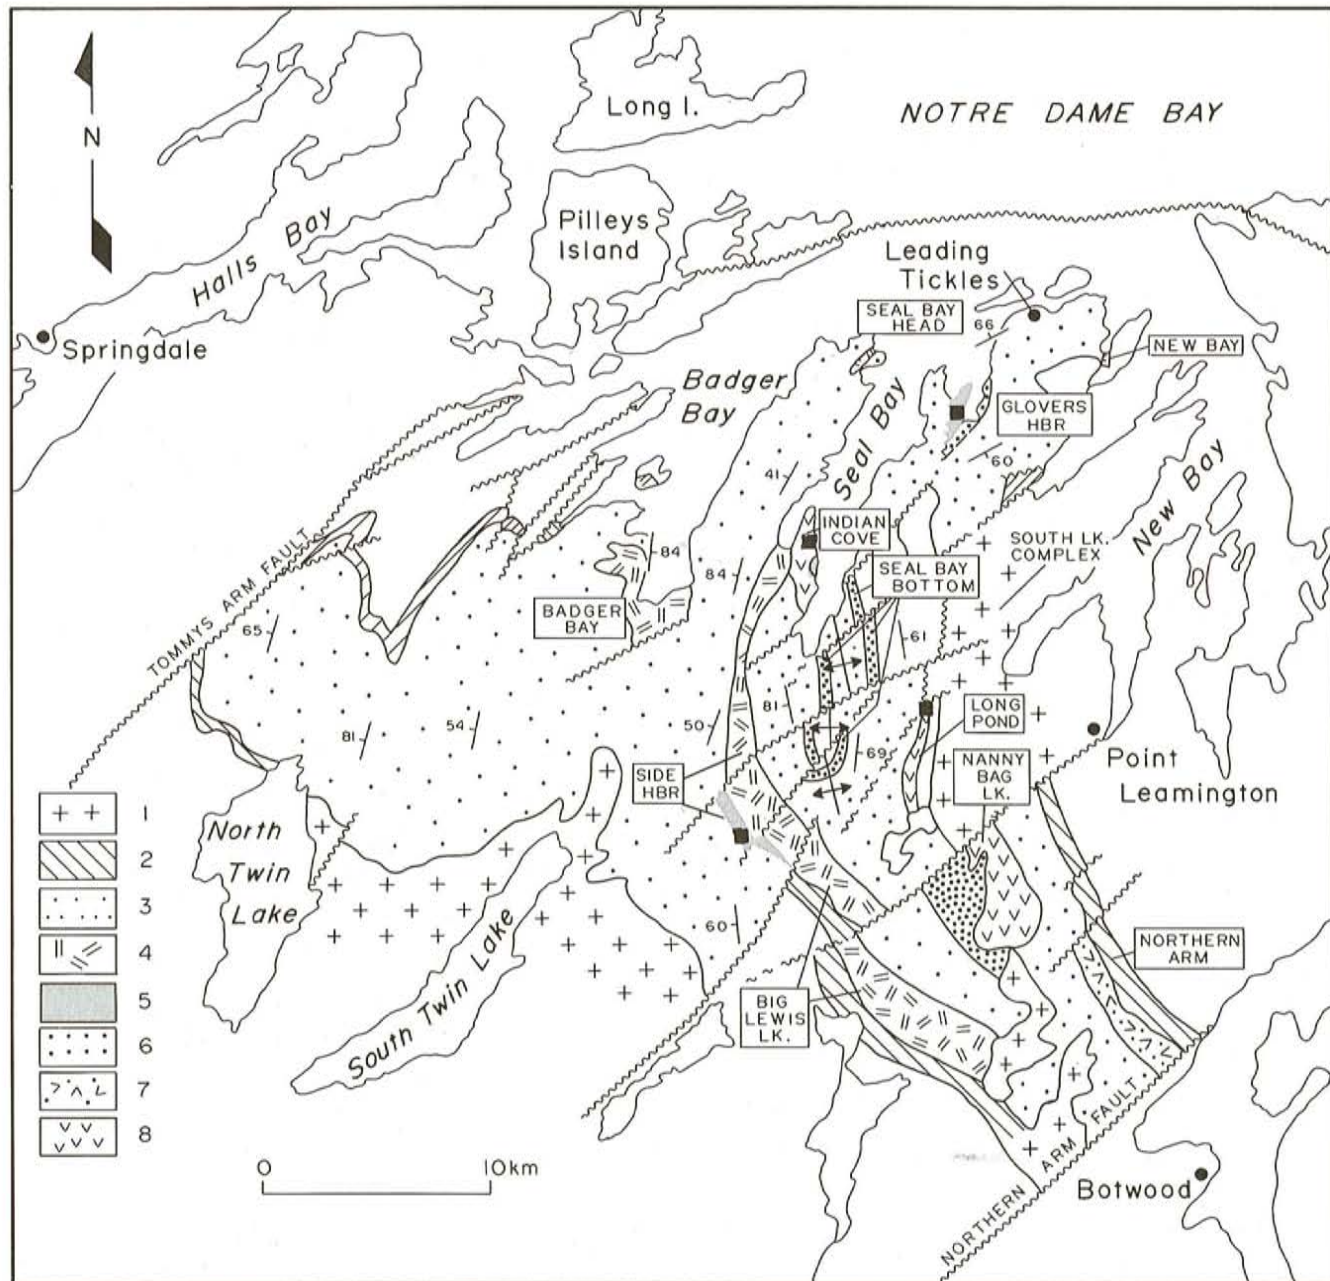 NOTRE DAME BAY
Long I.
N
Pilleys
Island
Halls Bay
Leading
Tickles
SEAL BAY
HEAD
66
NEW BAY
Springdale
Badger
Bay
Seal Bay
GLOVERS
HBR
60
41
New Bay
INDIAN
COVE
SOUTH LK.
COMPLEX
84
84
SEAL BAY
BOTTOM
TOMMYS ARM FAULT
BADGER
BAY
65
61
81
LONG
POND
81
54
50
69
NANNY
BAG
LK.
Point
Leamington
SIDE
HBR
1
2
3
4
5
6
7
8
North
Twin
Lake
South Twin Lake
60
NORTHERN
ARM
BIG
LEWIS
LK.
0 10km
NORTHERN ARM FAULT
Botwood